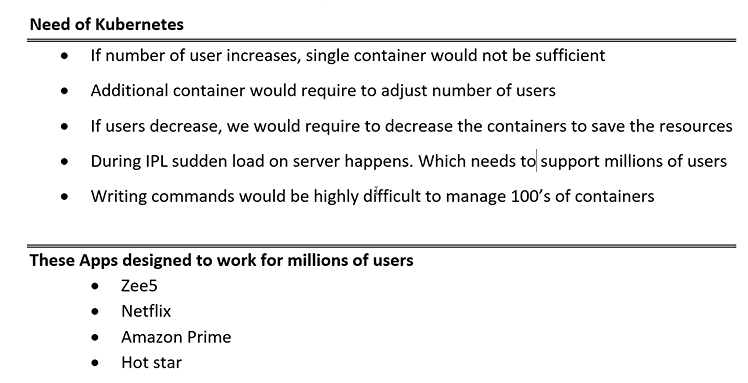 Need of Kubernetes
• If number of user increases, single container would not be sufficient
• Additional container would require to adjust number of users
• If users decrease, we would require to decrease the containers to save the resources
• During IPL sudden load on server happens. Which needs to support millions of users
• Writing commands would be highly difficult to manage 100’s of containers
These Apps designed to work for millions of users
• Zee5
• Netflix
• Amazon Prime
• Hot star